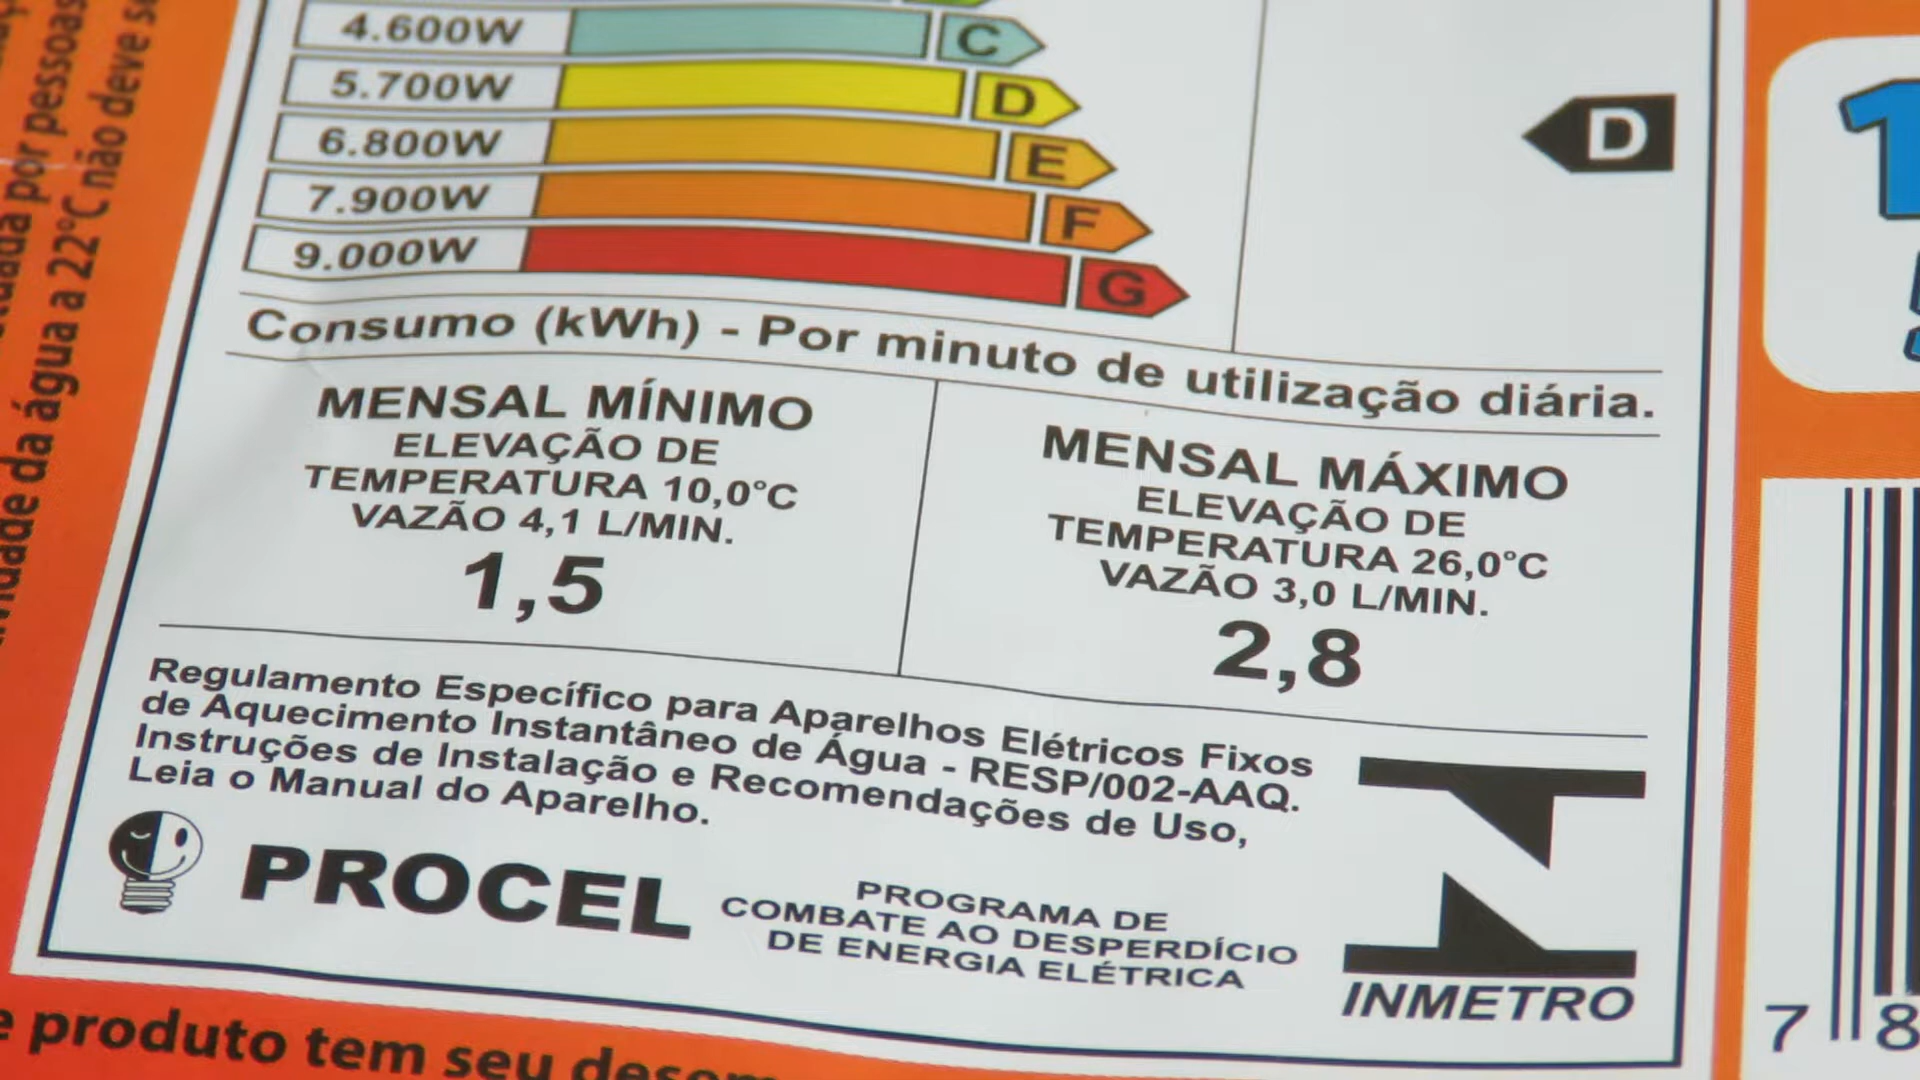 4.600W C
5.700W D
D
6.800W E
7.900W F
9.000W G
Consumo (kWh) - Por minuto de utilização diária.
MENSAL MÍNIMO
ELEVAÇÃO DE
TEMPERATURA 10,0°C
VAZÃO 4,1 L/MIN.
1,5
MENSAL MÁXIMO
ELEVAÇÃO DE
TEMPERATURA 26,0°C
VAZÃO 3,0 L/MIN.
2,8
Regulamento Específico para Aparelhos Elétricos Fixos
de Aquecimento Instantâneo de Água - RESP/002-AAQ.
Instruções de Instalação e Recomendações de Uso,
Leia o Manual do Aparelho.
PROCEL
PROGRAMA DE
COMBATE AO DESPERDÍCIO
DE ENERGIA ELÉTRICA
INMETRO
produto tem seu
por pessoas
da água a 22°C não deve
1
7 8